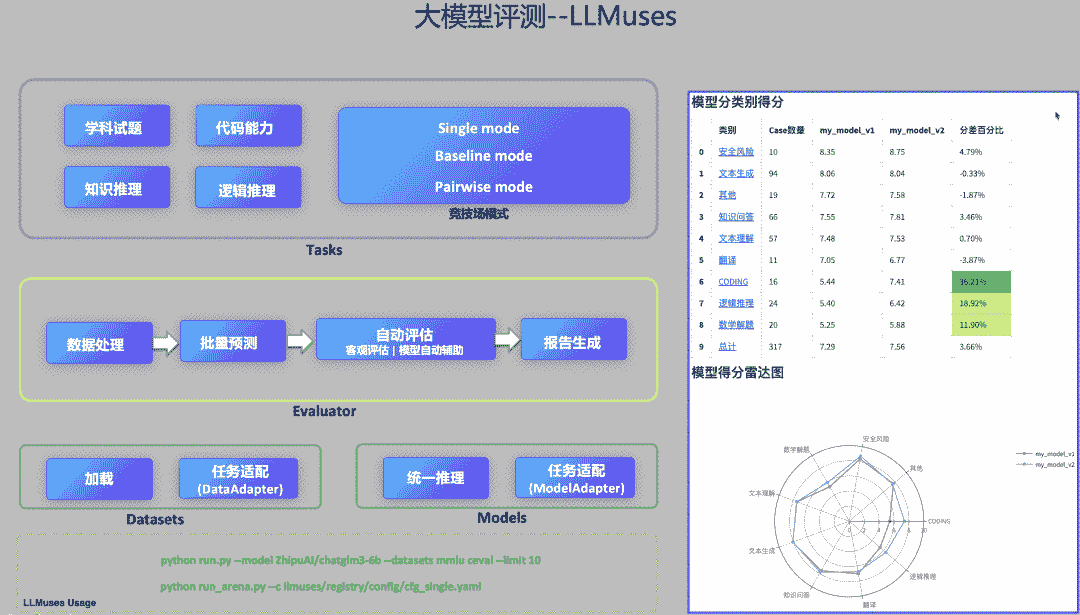 大模型评测--LLMuses
学科试题
代码能力
知识推理
逻辑推理
Single mode
Baseline mode
Pairwise mode
竞技场模式
Tasks
数据处理
批量预测
自动评估
客观评估 | 模型自动辅助
报告生成
Evaluator
加载
任务适配
(DataAdapter)
Datasets
统一推理
任务适配
(ModelAdapter)
Models
python run.py --model ZhipuAI/chatglm3-6b --datasets mmlu ceval --limit 10
python run_arena.py --c llmuses/registry/config/cfg_single.yaml
LLMuses Usage
模型分类别得分
类别 Case数量 my_model_v1 my_model_v2 分差百分比
0 安全风险 10 8.35 8.75 4.79%
1 文本生成 94 8.06 8.04 -0.33%
2 其他 19 7.72 7.58 -1.87%
3 知识问答 66 7.55 7.81 3.46%
4 文本理解 57 7.48 7.53 0.70%
5 翻译 11 7.05 6.77 -3.87%
6 CODING 16 5.44 7.41 36.21%
7 逻辑推理 24 5.40 6.42 18.92%
8 数学解题 20 5.25 5.88 11.90%
9 总计 317 7.29 7.56 3.66%
模型得分雷达图
安全风险
数学解题
其他
文本理解
CODING
文本生成
逻辑推理
知识问答
翻译
0 2 4 6 8 10
my_model_v1
my_model_v2